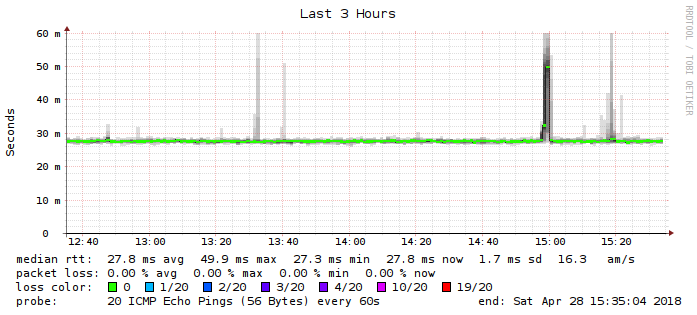 Last 3 Hours
RRDTOOL / TOBI OETIKER
Seconds
60 m
50 m
40 m
30 m
20 m
10 m
0
12:40 13:00 13:20 13:40 14:00 14:20 14:40 15:00 15:20
median rtt: 27.8 ms avg 49.9 ms max 27.3 ms min 27.8 ms now 1.7 ms sd 16.3 am/s
packet loss: 0.00 % avg 0.00 % max 0.00 % min 0.00 % now
loss color: 0 1/20 2/20 3/20 4/20 10/20 19/20
probe: 20 ICMP Echo Pings (56 Bytes) every 60s end: Sat Apr 28 15:35:04 2018